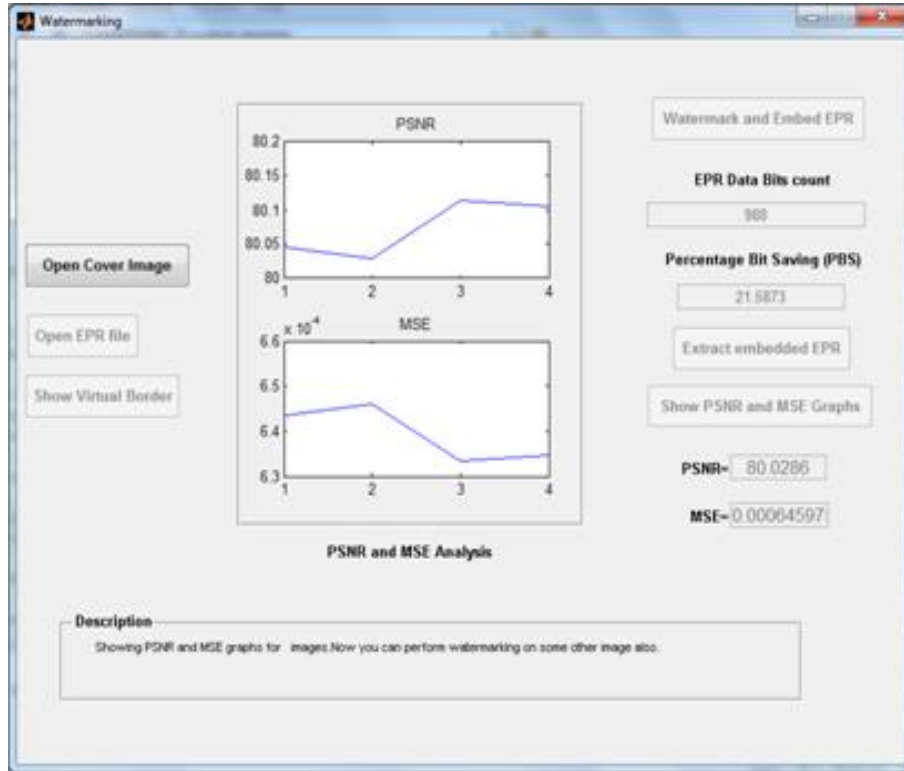 Watermarking
Open Cover Image
Open EPR file
Show Virtual Border
PSNR
80.2
80.15
80.1
80.05
80
1 2 3 4
x 10-4
MSE
6.6
6.5
6.4
6.3
1 2 3 4
PSNR and MSE Analysis
Watermark and Embed EPR
EPR Data Bits count
988
Percentage Bit Saving (PBS)
21.5873
Extract embedded EPR
Show PSNR and MSE Graphs
PSNR= 80.0286
MSE= 0.00064597
Description
Showing PSNR and MSE graphs for images.Now you can perform watermarking on some other image also.